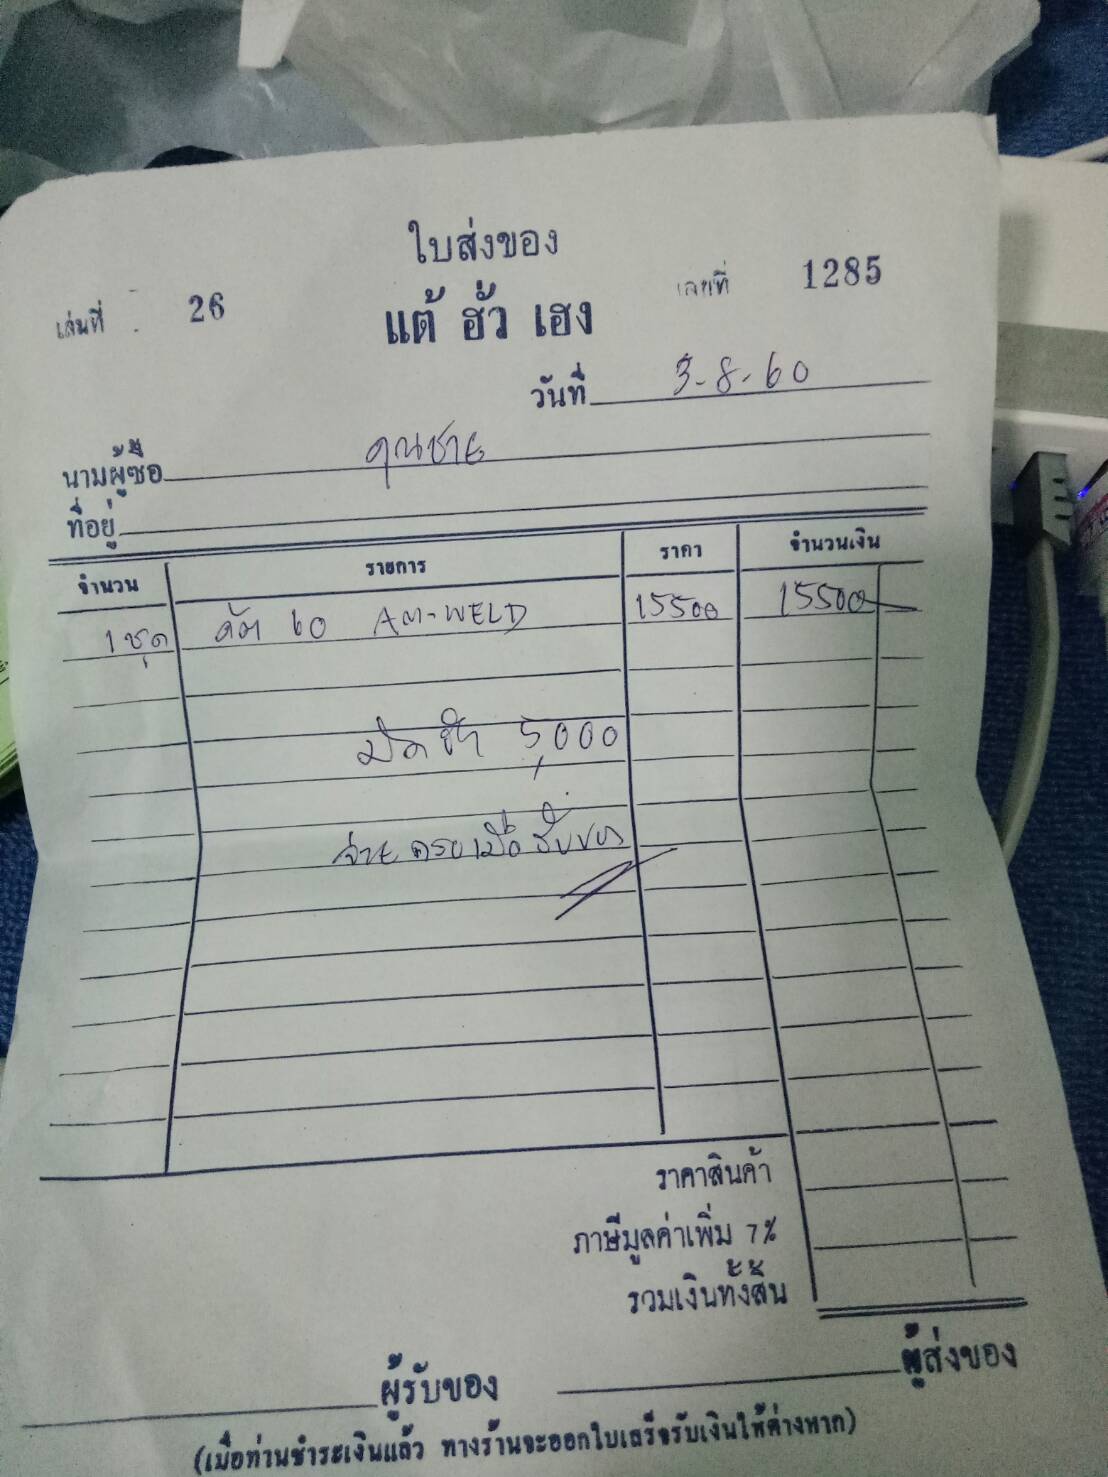 ใบส่งของ
เล่มที่ 26 แต้ ฮั่ว เฮง เลขที่ 1285
วันที่ 3-8-60
นามผู้ซื้อ คุณชาย
ที่อยู่
จำนวน รายการ ราคา จำนวนเงิน
1 ชุด คัต 60 AM-WELD 15500 15500
มัดจำ 5,000
จ่ายครบเมื่อรับของ
ราคาสินค้า
ภาษีมูลค่าเพิ่ม 7%
รวมเงินทั้งสิ้น
ผู้รับของ ผู้ส่งของ
(เมื่อท่านชำระเงินแล้ว ทางร้านจะออกใบเสร็จรับเงินให้ต่างหาก)